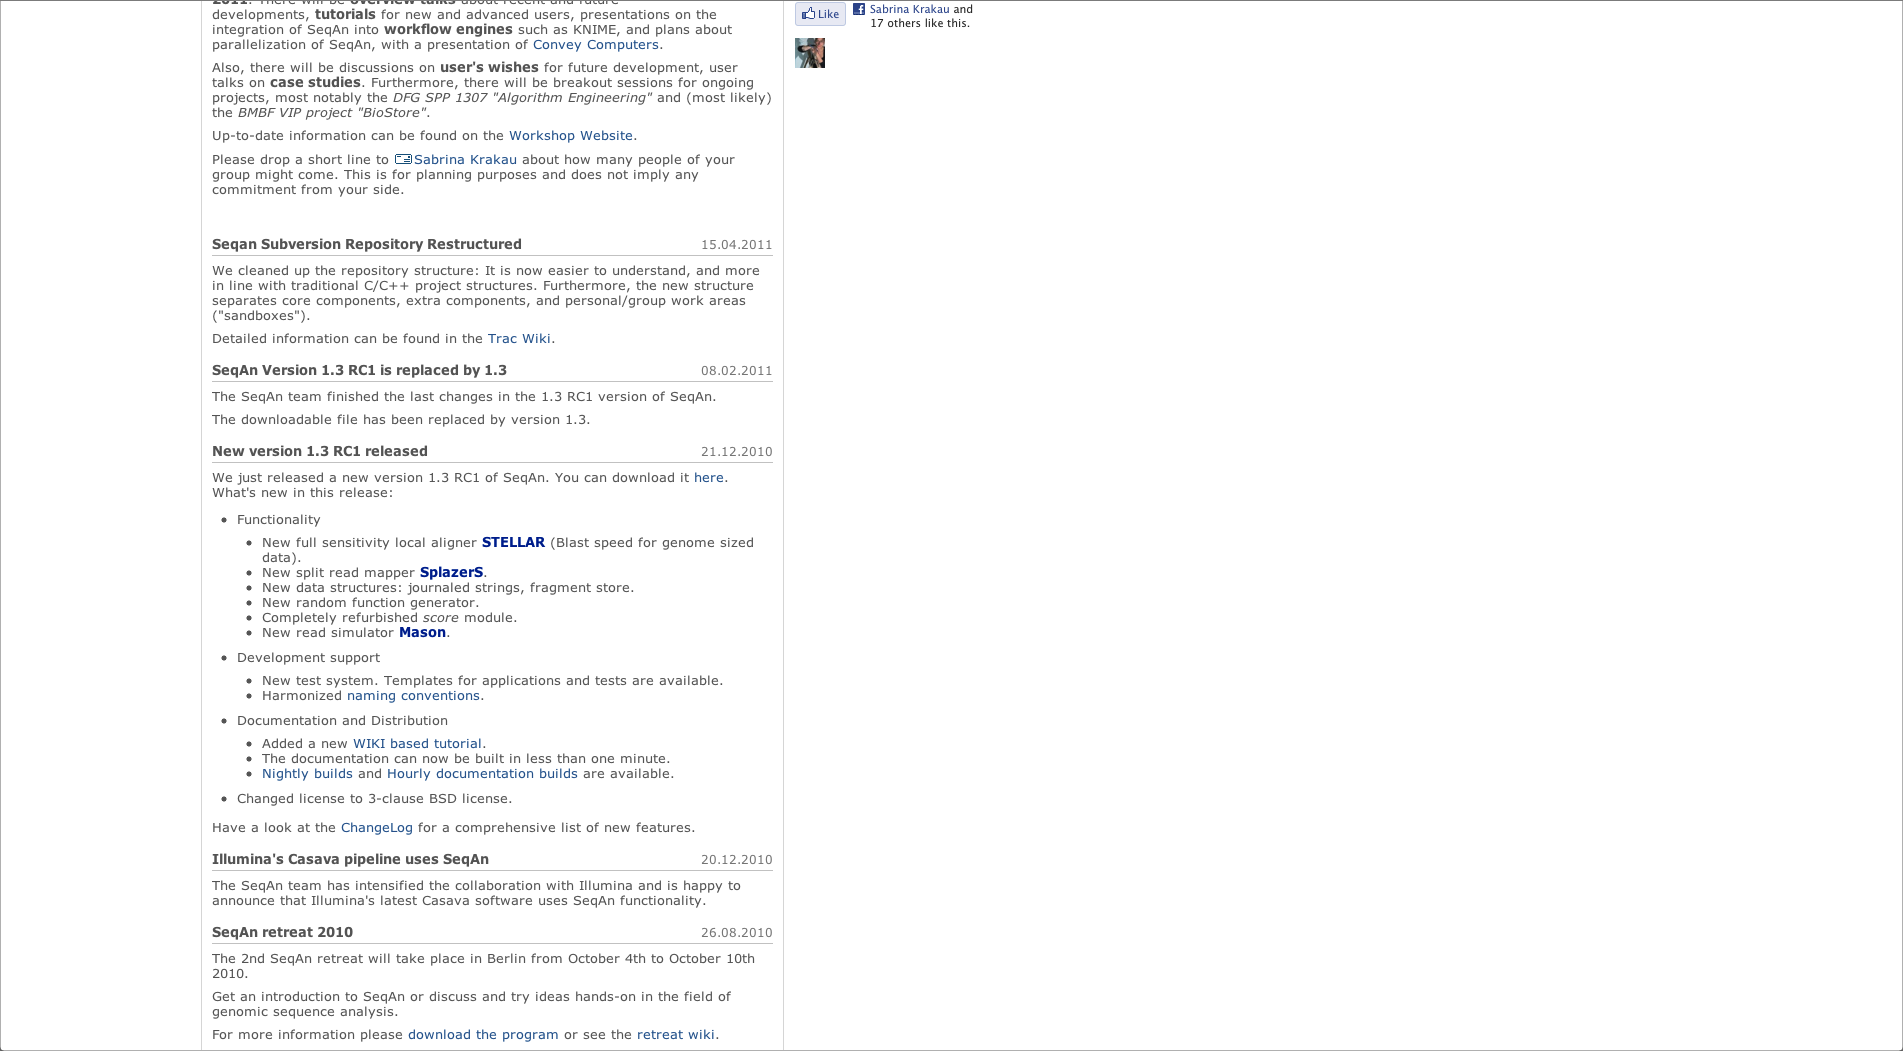 2011. There will be overview talks about recent and future
developments, tutorials for new and advanced users, presentations on the
integration of SeqAn into workflow engines such as KNIME, and plans about
parallelization of SeqAn, with a presentation of Convey Computers.
Also, there will be discussions on user's wishes for future development, user
talks on case studies. Furthermore, there will be breakout sessions for ongoing
projects, most notably the DFG SPP 1307 "Algorithm Engineering" and (most likely)
the BMBF VIP project "BioStore".
Up-to-date information can be found on the Workshop Website.
Please drop a short line to Sabrina Krakau about how many people of your
group might come. This is for planning purposes and does not imply any
commitment from your side.
Seqan Subversion Repository Restructured 15.04.2011
We cleaned up the repository structure: It is now easier to understand, and more
in line with traditional C/C++ project structures. Furthermore, the new structure
separates core components, extra components, and personal/group work areas
("sandboxes").
Detailed information can be found in the Trac Wiki.
SeqAn Version 1.3 RC1 is replaced by 1.3 08.02.2011
The SeqAn team finished the last changes in the 1.3 RC1 version of SeqAn.
The downloadable file has been replaced by version 1.3.
New version 1.3 RC1 released 21.12.2010
We just released a new version 1.3 RC1 of SeqAn. You can download it here.
What's new in this release:
• Functionality
• New full sensitivity local aligner STELLAR (Blast speed for genome sized
data).
• New split read mapper SplazerS.
• New data structures: journaled strings, fragment store.
• New random function generator.
• Completely refurbished score module.
• New read simulator Mason.
• Development support
• New test system. Templates for applications and tests are available.
• Harmonized naming conventions.
• Documentation and Distribution
• Added a new WIKI based tutorial.
• The documentation can now be built in less than one minute.
• Nightly builds and Hourly documentation builds are available.
• Changed license to 3-clause BSD license.
Have a look at the ChangeLog for a comprehensive list of new features.
Illumina's Casava pipeline uses SeqAn 20.12.2010
The SeqAn team has intensified the collaboration with Illumina and is happy to
announce that Illumina's latest Casava software uses SeqAn functionality.
SeqAn retreat 2010 26.08.2010
The 2nd SeqAn retreat will take place in Berlin from October 4th to October 10th
2010.
Get an introduction to SeqAn or discuss and try ideas hands-on in the field of
genomic sequence analysis.
For more information please download the program or see the retreat wiki.
Like
Sabrina Krakau and
17 others like this.